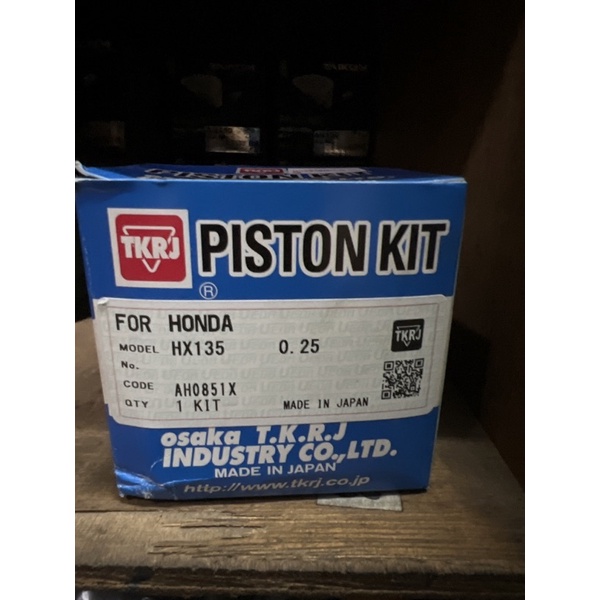 TKRJ
PISTON KIT
®
FOR HONDA
MODEL HX135 0.25
TKRJ
No.
CODE AH0851X
QTY 1 KIT MADE IN JAPAN
osaka T.K.R.J
INDUSTRY CO.,LTD.
MADE IN JAPAN
http://www.tkrj.co.jp